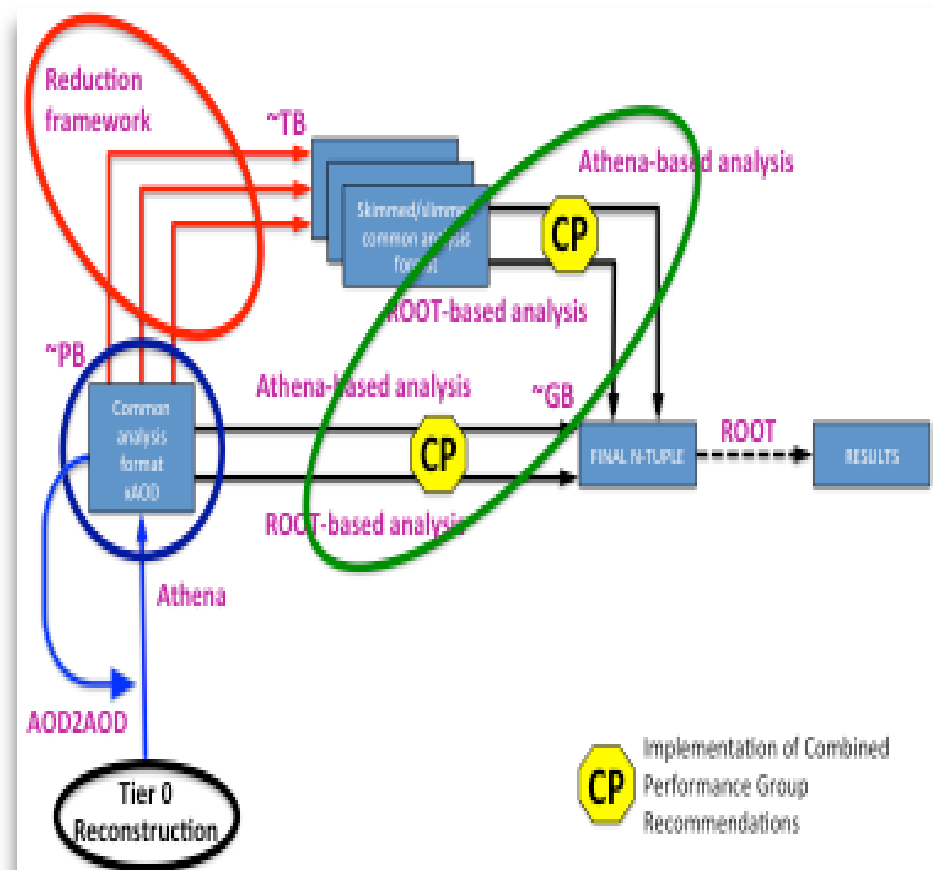 Reduction
framework
~TB
Athena-based analysis
Skimmed/slimmed
common analysis
format
CP
ROOT-based analysis
~PB
Athena-based analysis
~GB
Common
analysis
format
xAOD
CP
FINAL N-TUPLE
ROOT
RESULTS
ROOT-based analysis
Athena
AOD2AOD
Tier 0
Reconstruction
CP
Implementation of Combined
Performance Group
Recommendations